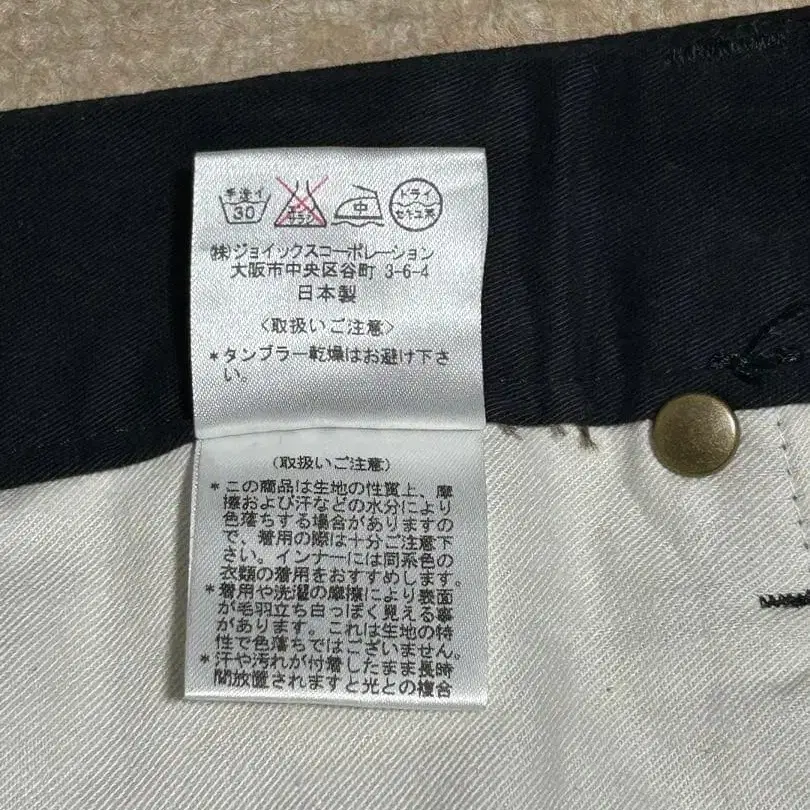 手洗イ 30 エンソ サラシ 中 ドライ セキユ系
㈱ジョイックスコーポレーション
大阪市中央区谷町 3-6-4
日本製
〈取扱いご注意〉
*タンブラー乾燥はお避け下さ
い。
(取扱いご注意)
*この商品は生地の性質上、摩
擦および汗などの水分により
色落ちする場合がありますの
で、着用の際は十分ご注意下
さい。インナーには同系色の
衣類の着用をおすすめします。
*着用や洗濯の摩擦により表面
が毛羽立ち白っぽく見える事
があります。これは生地の特
性で色落ちではございません。
*汗や汚れが付着したまま長時
間放置されますと光との複合